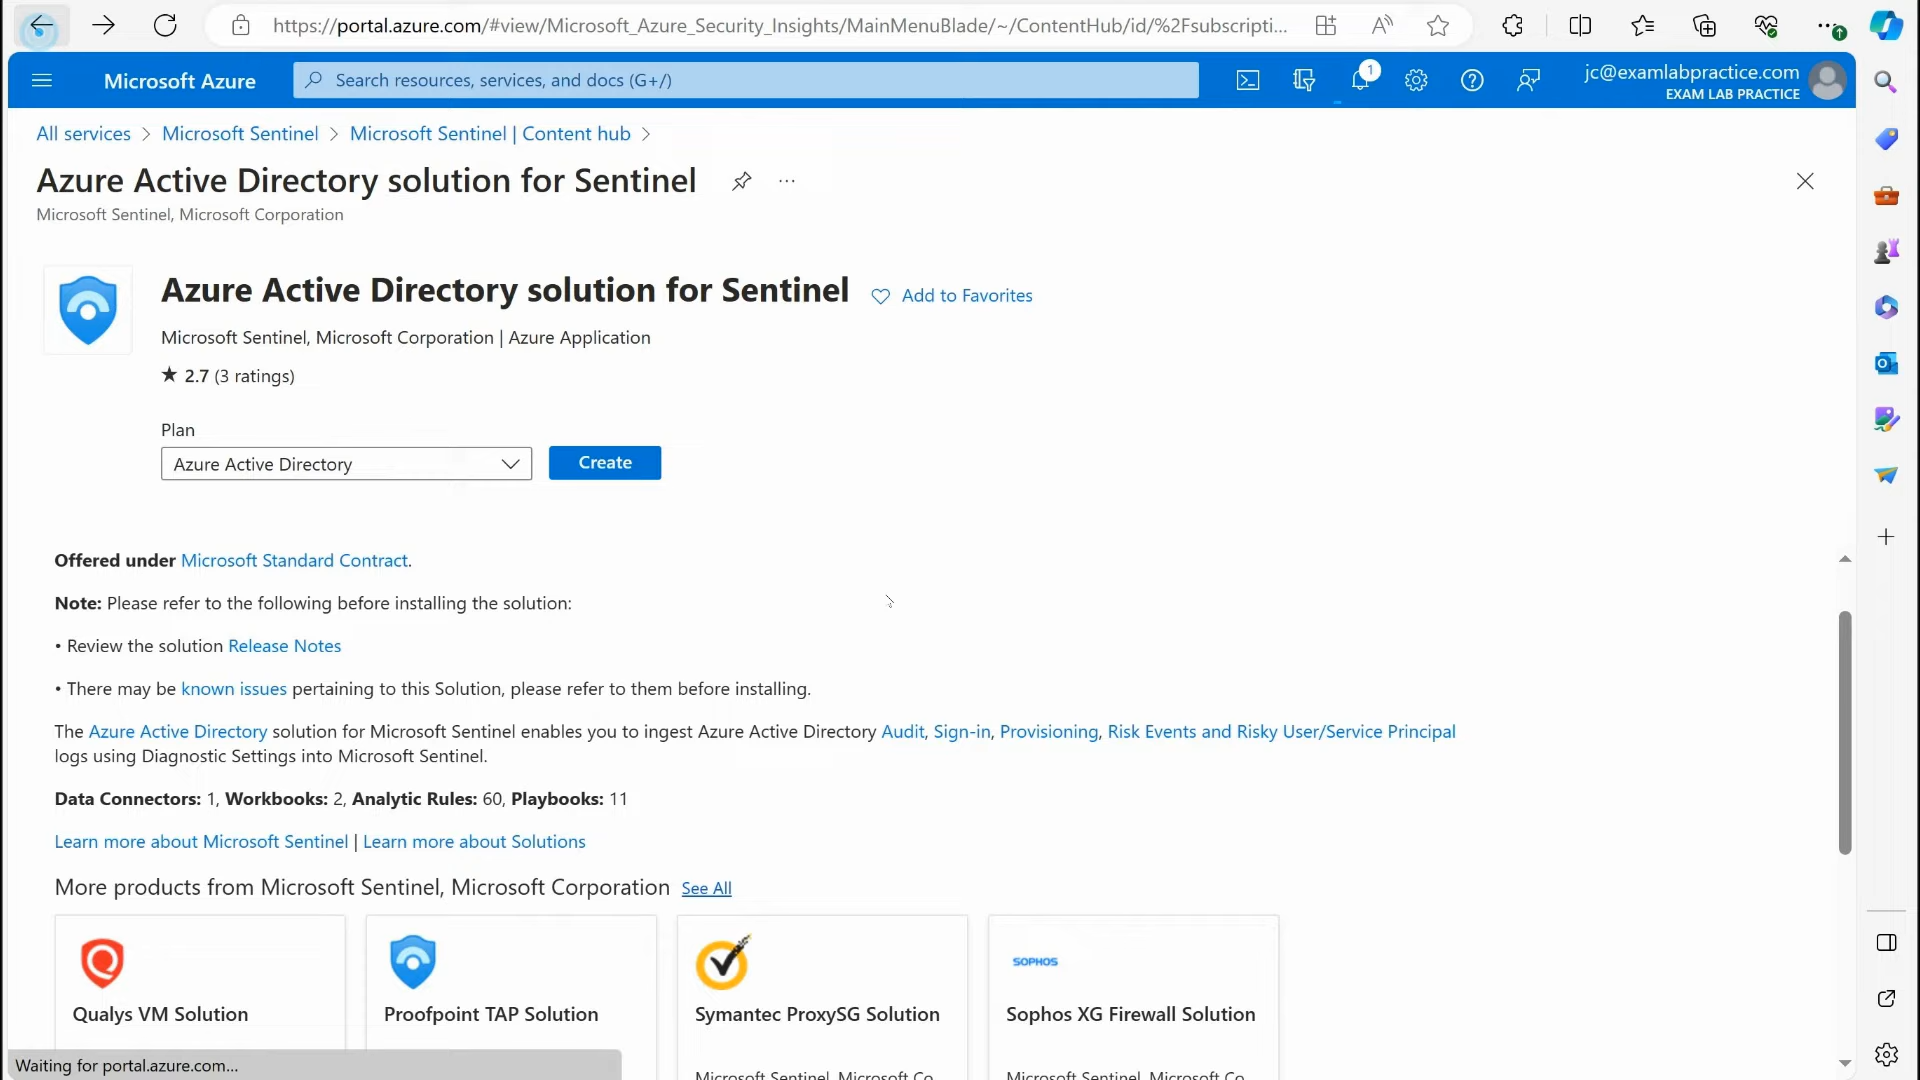 https://portal.azure.com/#view/Microsoft_Azure_Security_Insights/MainMenuBlade/~/ContentHub/id/%2Fsubscripti...
Microsoft Azure
Search resources, services, and docs (G+/)
1
jc@examlabpractice.com
EXAM LAB PRACTICE
All services > Microsoft Sentinel > Microsoft Sentinel | Content hub >
Azure Active Directory solution for Sentinel
Microsoft Sentinel, Microsoft Corporation
Azure Active Directory solution for Sentinel
Add to Favorites
Microsoft Sentinel, Microsoft Corporation | Azure Application
★ 2.7 (3 ratings)
Plan
Azure Active Directory
Create
Offered under Microsoft Standard Contract.
Note: Please refer to the following before installing the solution:
• Review the solution Release Notes
• There may be known issues pertaining to this Solution, please refer to them before installing.
The Azure Active Directory solution for Microsoft Sentinel enables you to ingest Azure Active Directory Audit, Sign-in, Provisioning, Risk Events and Risky User/Service Principal
logs using Diagnostic Settings into Microsoft Sentinel.
Data Connectors: 1, Workbooks: 2, Analytic Rules: 60, Playbooks: 11
Learn more about Microsoft Sentinel | Learn more about Solutions
More products from Microsoft Sentinel, Microsoft Corporation See All
SOPHOS
Qualys VM Solution
Proofpoint TAP Solution
Symantec ProxySG Solution
Sophos XG Firewall Solution
Microsoft Sentinel, Microsoft Co...
Microsoft Sentinel, Microsoft Co...
Waiting for portal.azure.com...